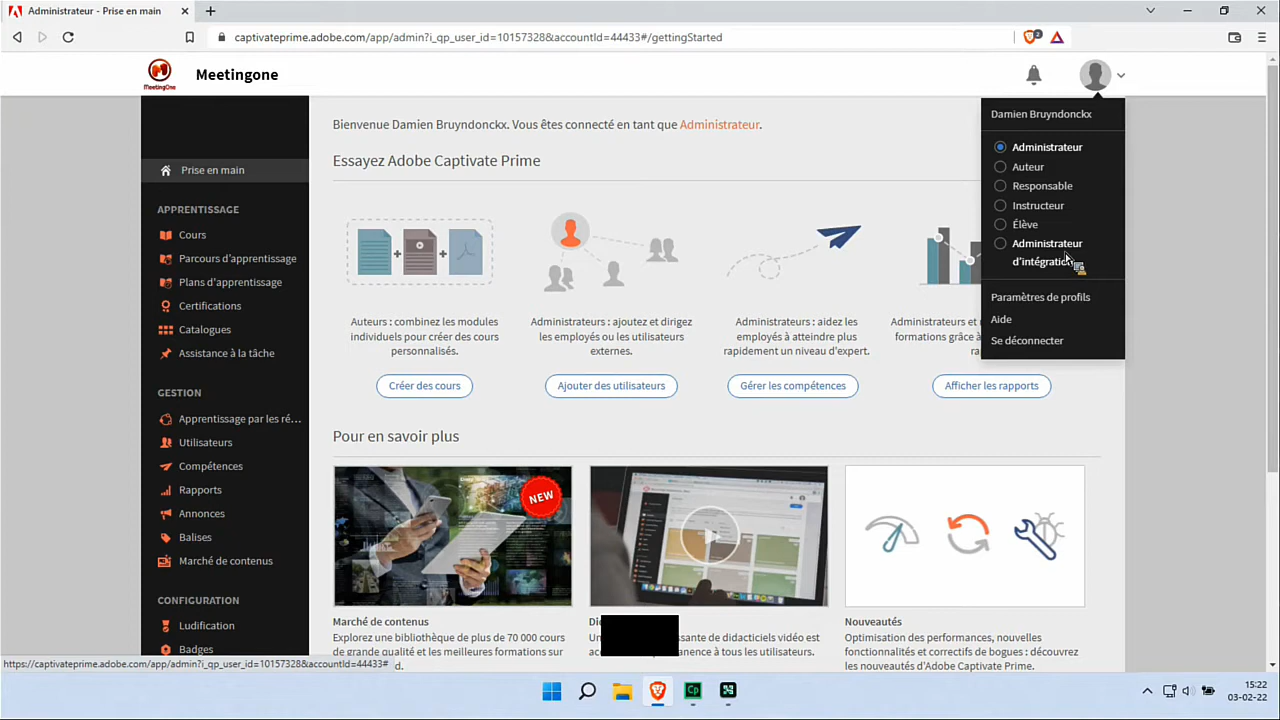 Administrateur - Prise en main
captivateprime.adobe.com/app/admin?i_qp_user_id=10157328&accountId=44433#/gettingStarted
2
MeetingOne
Meetingone
Damien Bruyndonckx
Administrateur
Auteur
Responsable
Instructeur
Élève
Administrateur
Paramètres de profils
Aide
Se déconnecter
Prise en main
APPRENTISSAGE
Cours
Parcours d'apprentissage
Plans d'apprentissage
Certifications
Catalogues
Assistance à la tâche
GESTION
Apprentissage par les ré...
Utilisateurs
Compétences
Rapports
Annonces
Balises
Marché de contenus
CONFIGURATION
Ludification
Badges
Bienvenue Damien Bruyndonckx. Vous êtes connecté en tant que Administrateur.
Essayez Adobe Captivate Prime
Auteurs : combinez les modules
individuels pour créer des cours
personnalisés.
Créer des cours
Administrateurs : ajoutez et dirigez
les employés ou les utilisateurs
externes.
Ajouter des utilisateurs
Administrateurs : aidez les
employés à atteindre plus
rapidement un niveau d'expert.
Gérer les compétences
Administrateurs
formations grâce
Afficher les rapports
Pour en savoir plus
NEW
Marché de contenus
Explorez une bibliothèque de plus de 70 000 cours
de grande qualité et les meilleures formations sur
didacticiels vidéo est
à tous les utilisateurs.
Nouveautés
Optimisation des performances, nouvelles
fonctionnalités et correctifs de bogues : découvrez
les nouveautés d'Adobe Captivate Prime.
https://captivateprime.adobe.com/app/admin?i_qp_user_id=10157328&accountId=44433#
d.
Cp
15:22
03-02-22